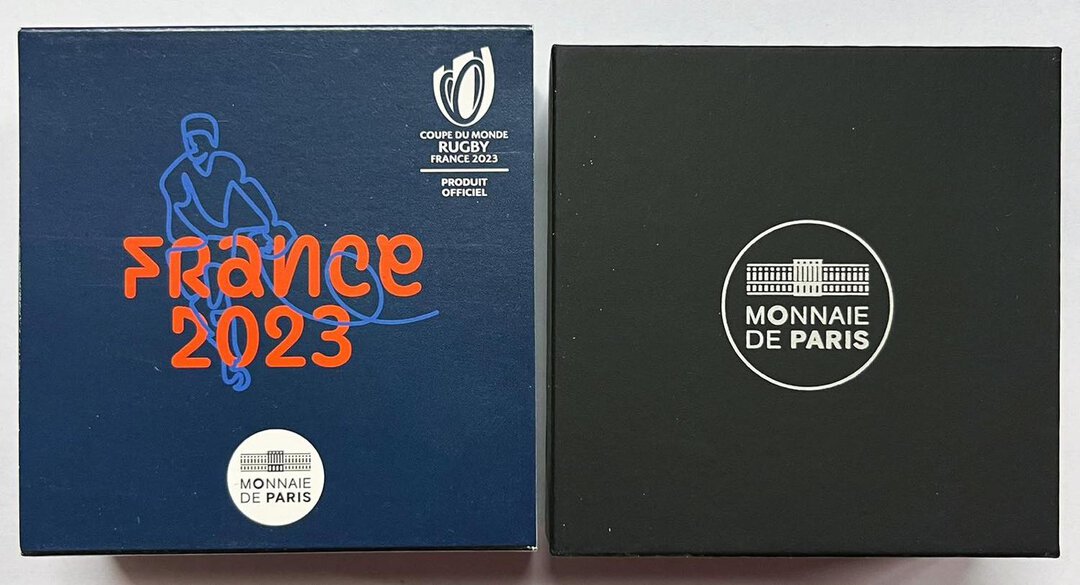 COUPE DU MONDE
RUGBY
FRANCE 2023
PRODUIT
OFFICIEL
FRance
2023
MONNAIE
DE PARIS
MONNAIE
DE PARIS